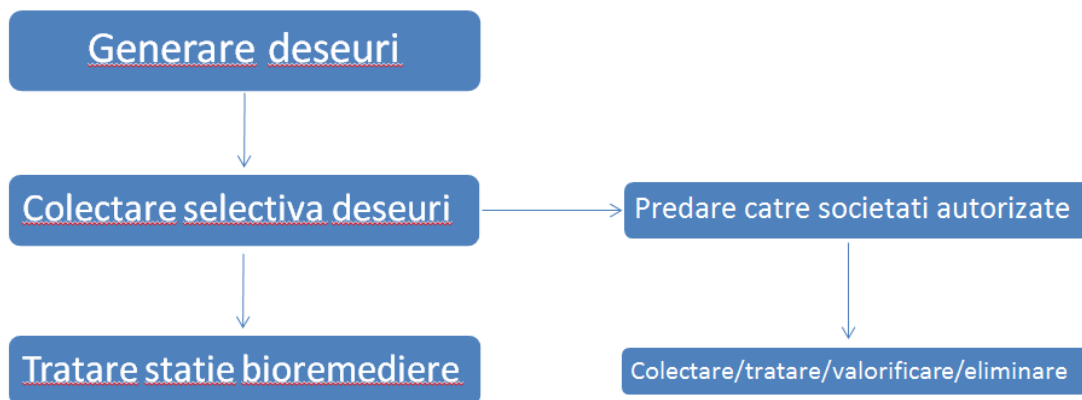 Generare deseuri
Colectare selectiva deseuri
Predare catre societati autorizate
Tratare statie bioremediere
Colectare/tratare/valorificare/eliminare